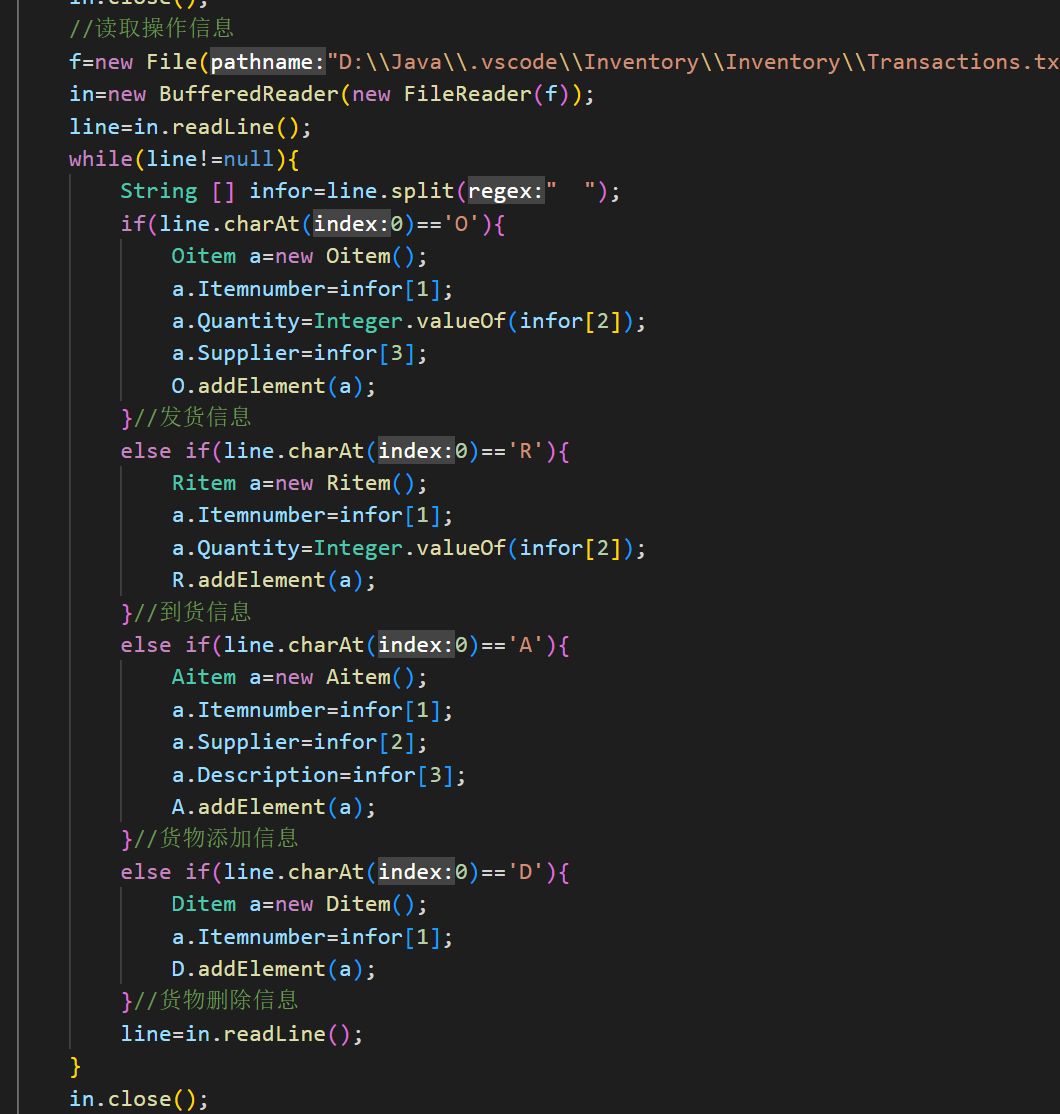 in.close();
//读取操作信息
f=new File(pathname:"D:\\Java\\.vscode\\Inventory\\Inventory\\Transactions.tx
in=new BufferedReader(new FileReader(f));
line=in.readLine();
while(line!=null){
String [] infor=line.split(regex:"  ");
if(line.charAt(index:0)=='O'){
Oitem a=new Oitem();
a.Itemnumber=infor[1];
a.Quantity=Integer.valueOf(infor[2]);
a.Supplier=infor[3];
O.addElement(a);
}//发货信息
else if(line.charAt(index:0)=='R'){
Ritem a=new Ritem();
a.Itemnumber=infor[1];
a.Quantity=Integer.valueOf(infor[2]);
R.addElement(a);
}//到货信息
else if(line.charAt(index:0)=='A'){
Aitem a=new Aitem();
a.Itemnumber=infor[1];
a.Supplier=infor[2];
a.Description=infor[3];
A.addElement(a);
}//货物添加信息
else if(line.charAt(index:0)=='D'){
Ditem a=new Ditem();
a.Itemnumber=infor[1];
D.addElement(a);
}//货物删除信息
line=in.readLine();
}
in.close();